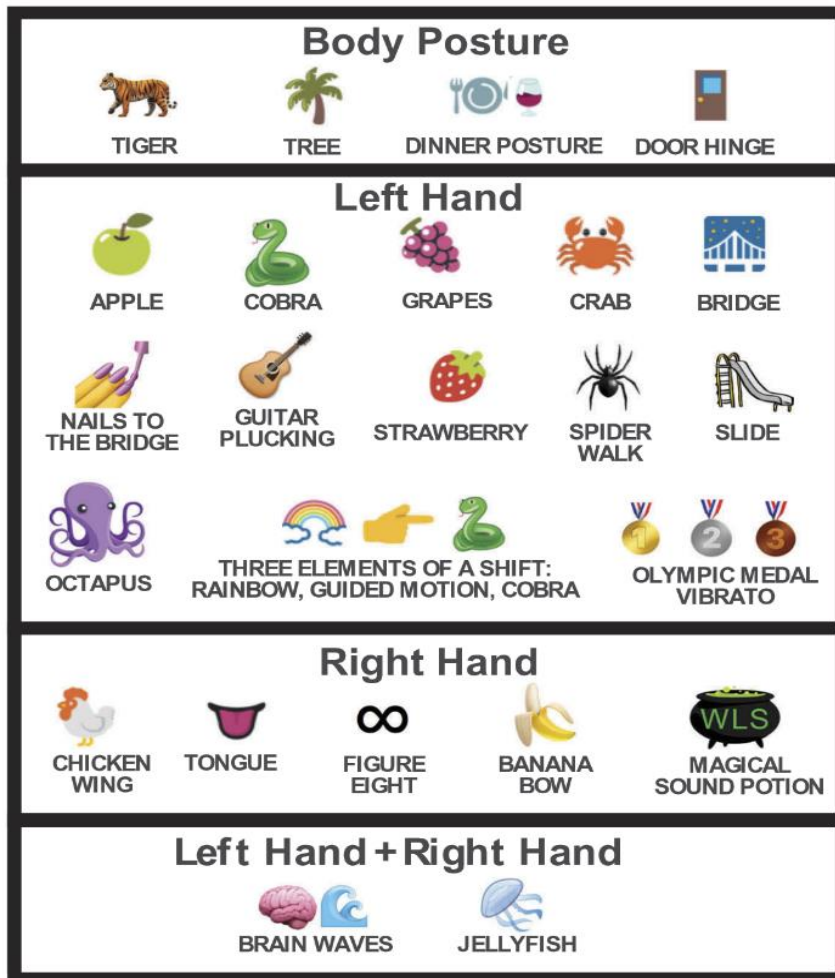 Body Posture
TIGER
TREE
DINNER POSTURE
DOOR HINGE
Left Hand
APPLE
COBRA
GRAPES
CRAB
BRIDGE
NAILS TO
THE BRIDGE
GUITAR
PLUCKING
STRAWBERRY
SPIDER
WALK
SLIDE
1
2
3
OCTAPUS
THREE ELEMENTS OF A SHIFT:
RAINBOW, GUIDED MOTION, COBRA
OLYMPIC MEDAL
VIBRATO
Right Hand
CHICKEN
WING
TONGUE
FIGURE
EIGHT
BANANA
BOW
WLS
MAGICAL
SOUND POTION
Left Hand + Right Hand
BRAIN WAVES
JELLYFISH